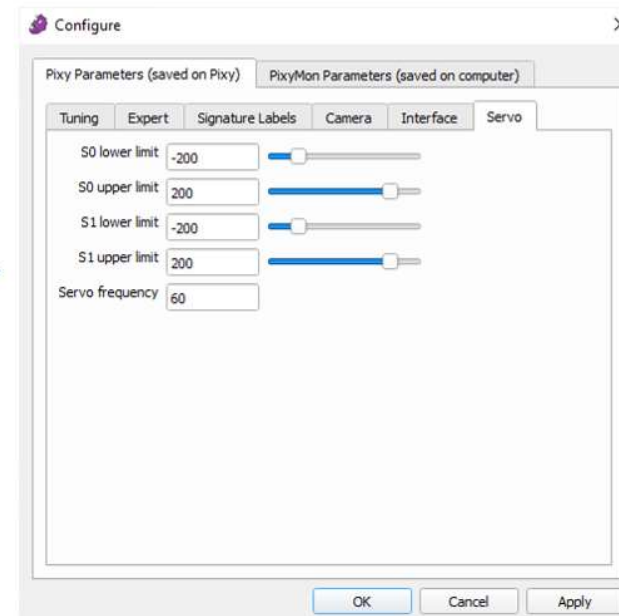 Configure
Pixy Parameters (saved on Pixy) PixyMon Parameters (saved on computer)
Tuning Expert Signature Labels Camera Interface Servo
S0 lower limit -200
S0 upper limit 200
S1 lower limit -200
S1 upper limit 200
Servo frequency 60
OK Cancel Apply